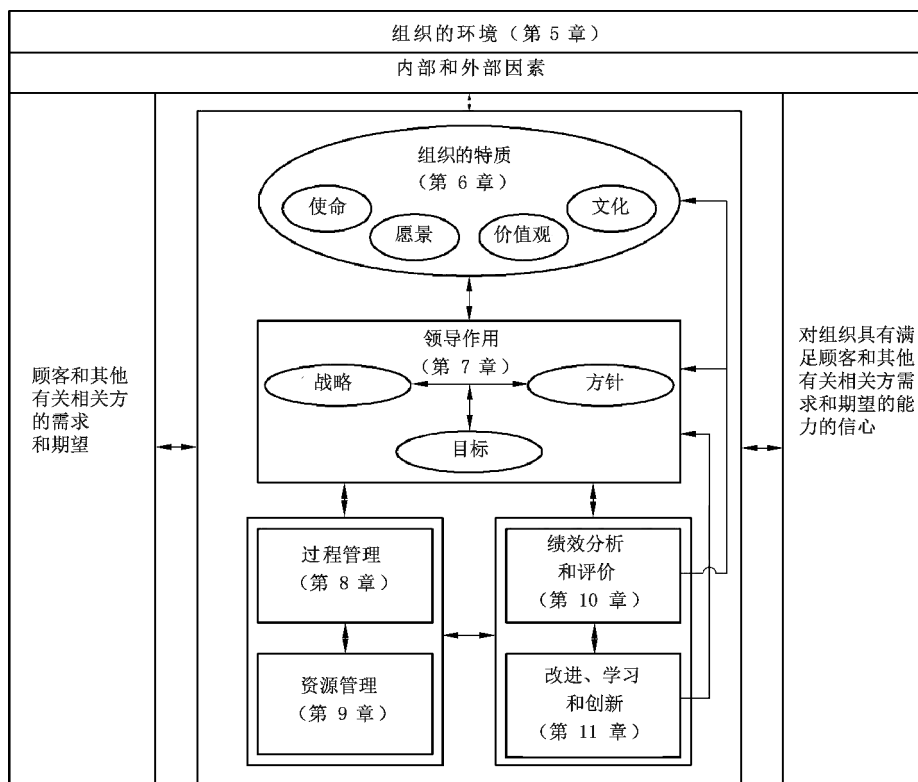 组织的环境（第 5 章）
内部和外部因素
组织的特质
（第 6 章）
使命
愿景
价值观
文化
领导作用
（第 7 章）
战略
方针
目标
顾客和其他
有关相关方
的需求
和期望
对组织具有满
足顾客和其他
有关相关方需
求和期望的能
力的信心
过程管理
（第 8 章）
资源管理
（第 9 章）
绩效分析
和评价
（第 10 章）
改进、学习
和创新
（第 11 章）